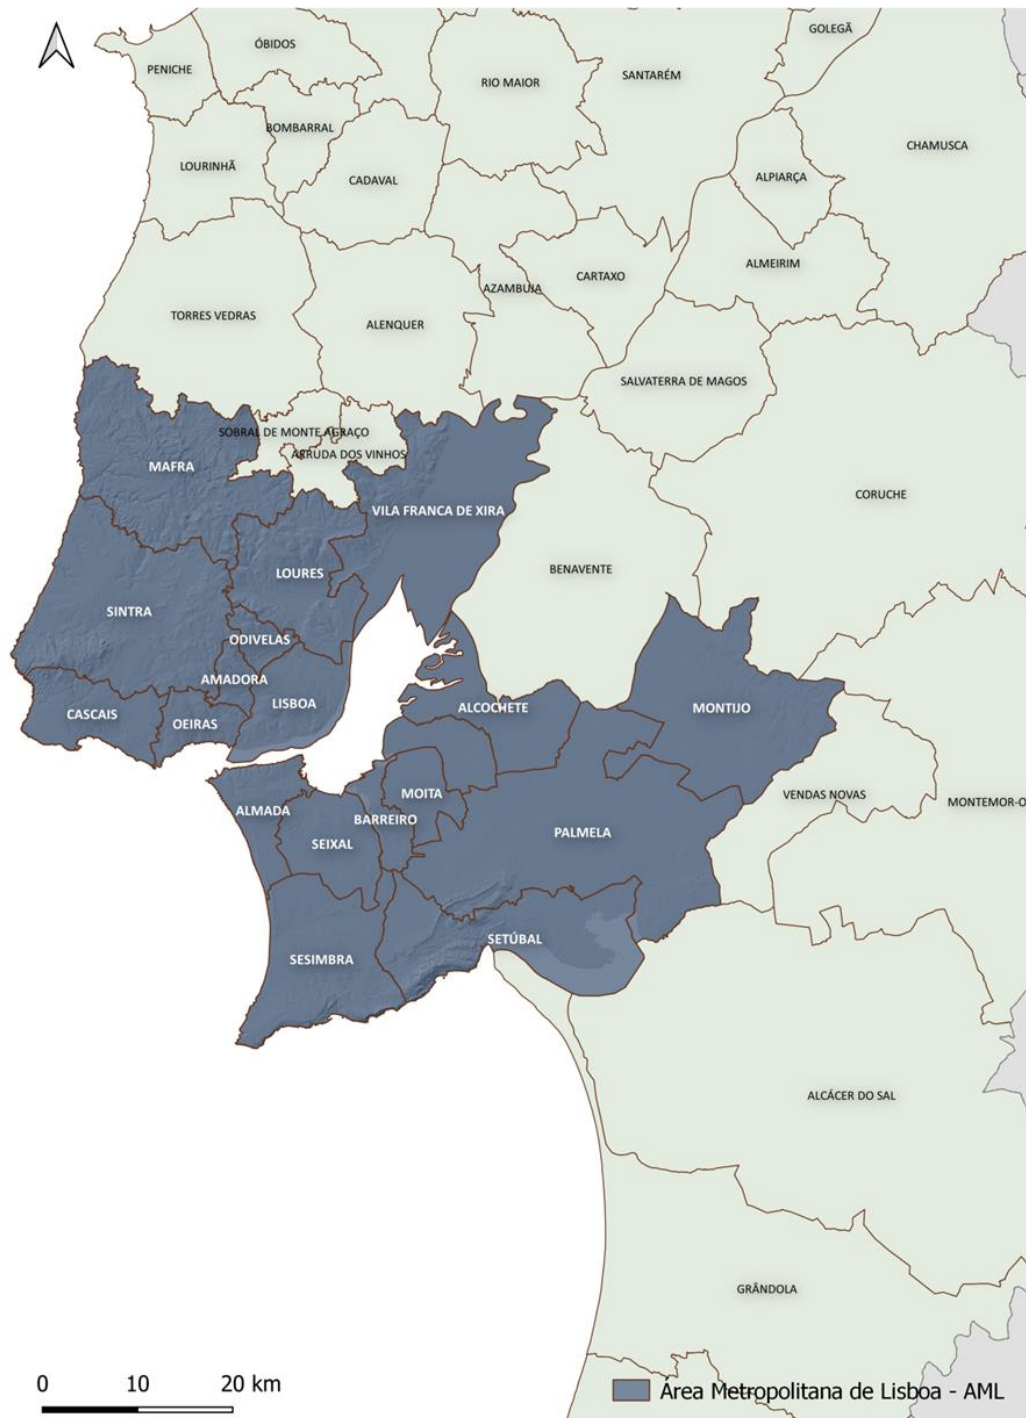 GOLEGÃ
ÓBIDOS
PENICHE
SANTARÉM
RIO MAIOR
BOMBARRAL
CHAMUSCA
LOURINHÃ
ALPIARÇA
CADAVAL
ALMEIRIM
CARTAXO
AZAMBUJA
TORRES VEDRAS
ALENQUER
SALVATERRA DE MAGOS
SOBRAL DE MONTE AGRAÇO
ARRUDA DOS VINHOS
MAFRA
CORUCHE
VILA FRANCA DE XIRA
BENAVENTE
LOURES
SINTRA
ODIVELAS
AMADORA
LISBOA
ALCOCHETE
MONTIJO
CASCAIS
OEIRAS
MOITA
VENDAS NOVAS
MONTEMOR-O
ALMADA
BARREIRO
PALMELA
SEIXAL
SETÚBAL
SESIMBRA
ALCÁCER DO SAL
GRÂNDOLA
0 10 20 km
Área Metropolitana de Lisboa - AML